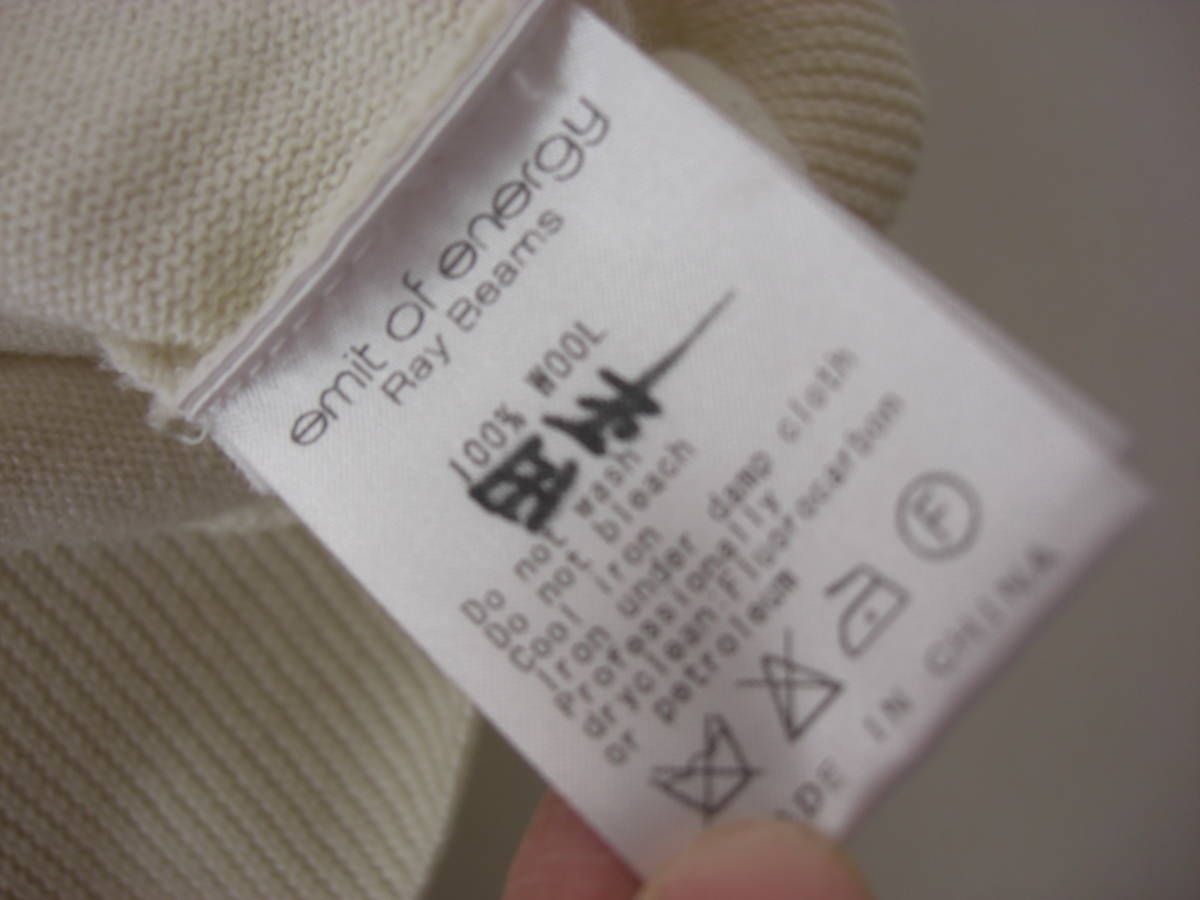 emit of energy
Ray Beams
100% WOOL
Do not wash
Do not bleach
Cool iron
Iron under damp cloth
Professionally
dryclean:Fluorocarbon
or petroleum
F
MADE IN CHINA